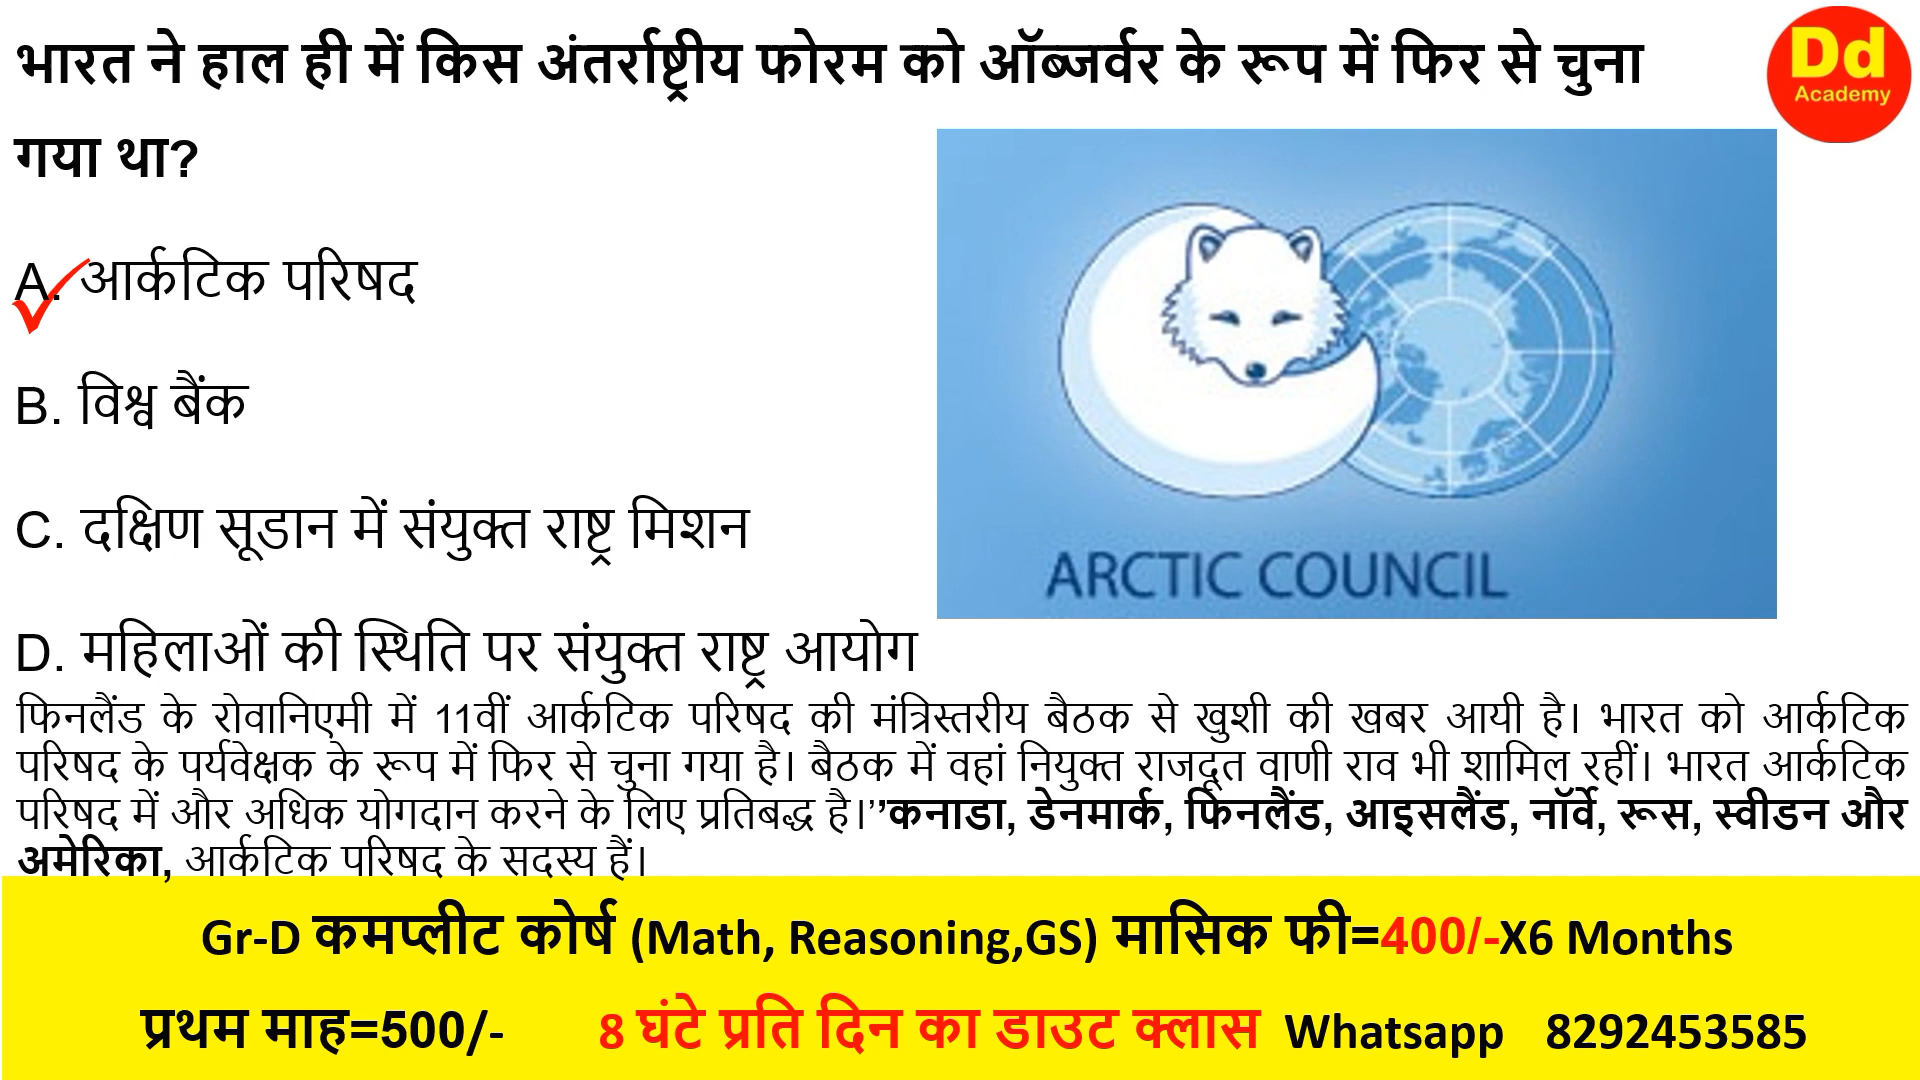 भारत ने हाल ही में किस अंतर्राष्ट्रीय फोरम को ऑब्जर्वर के रूप में फिर से चुना
गया था?
Dd
Academy
A. आर्कटिक परिषद
B. विश्व बैंक
C. दक्षिण सूडान में संयुक्त राष्ट्र मिशन
D. महिलाओं की स्थिति पर संयुक्त राष्ट्र आयोग
ARCTIC COUNCIL
फिनलैंड के रोवानिएमी में 11वीं आर्कटिक परिषद की मंत्रिस्तरीय बैठक से खुशी की खबर आयी है। भारत को आर्कटिक
परिषद के पर्यवेक्षक के रूप में फिर से चुना गया है। बैठक में वहां नियुक्त राजदूत वाणी राव भी शामिल रहीं। भारत आर्कटिक
परिषद में और अधिक योगदान करने के लिए प्रतिबद्ध है।’’कनाडा, डेनमार्क, फिनलैंड, आइसलैंड, नॉर्वे, रूस, स्वीडन और
अमेरिका, आर्कटिक परिषद के सदस्य हैं।
Gr-D कमप्लीट कोर्ष (Math, Reasoning,GS) मासिक फी=400/-X6 Months
प्रथम माह=500/- 8 घंटे प्रति दिन का डाउट क्लास Whatsapp 8292453585